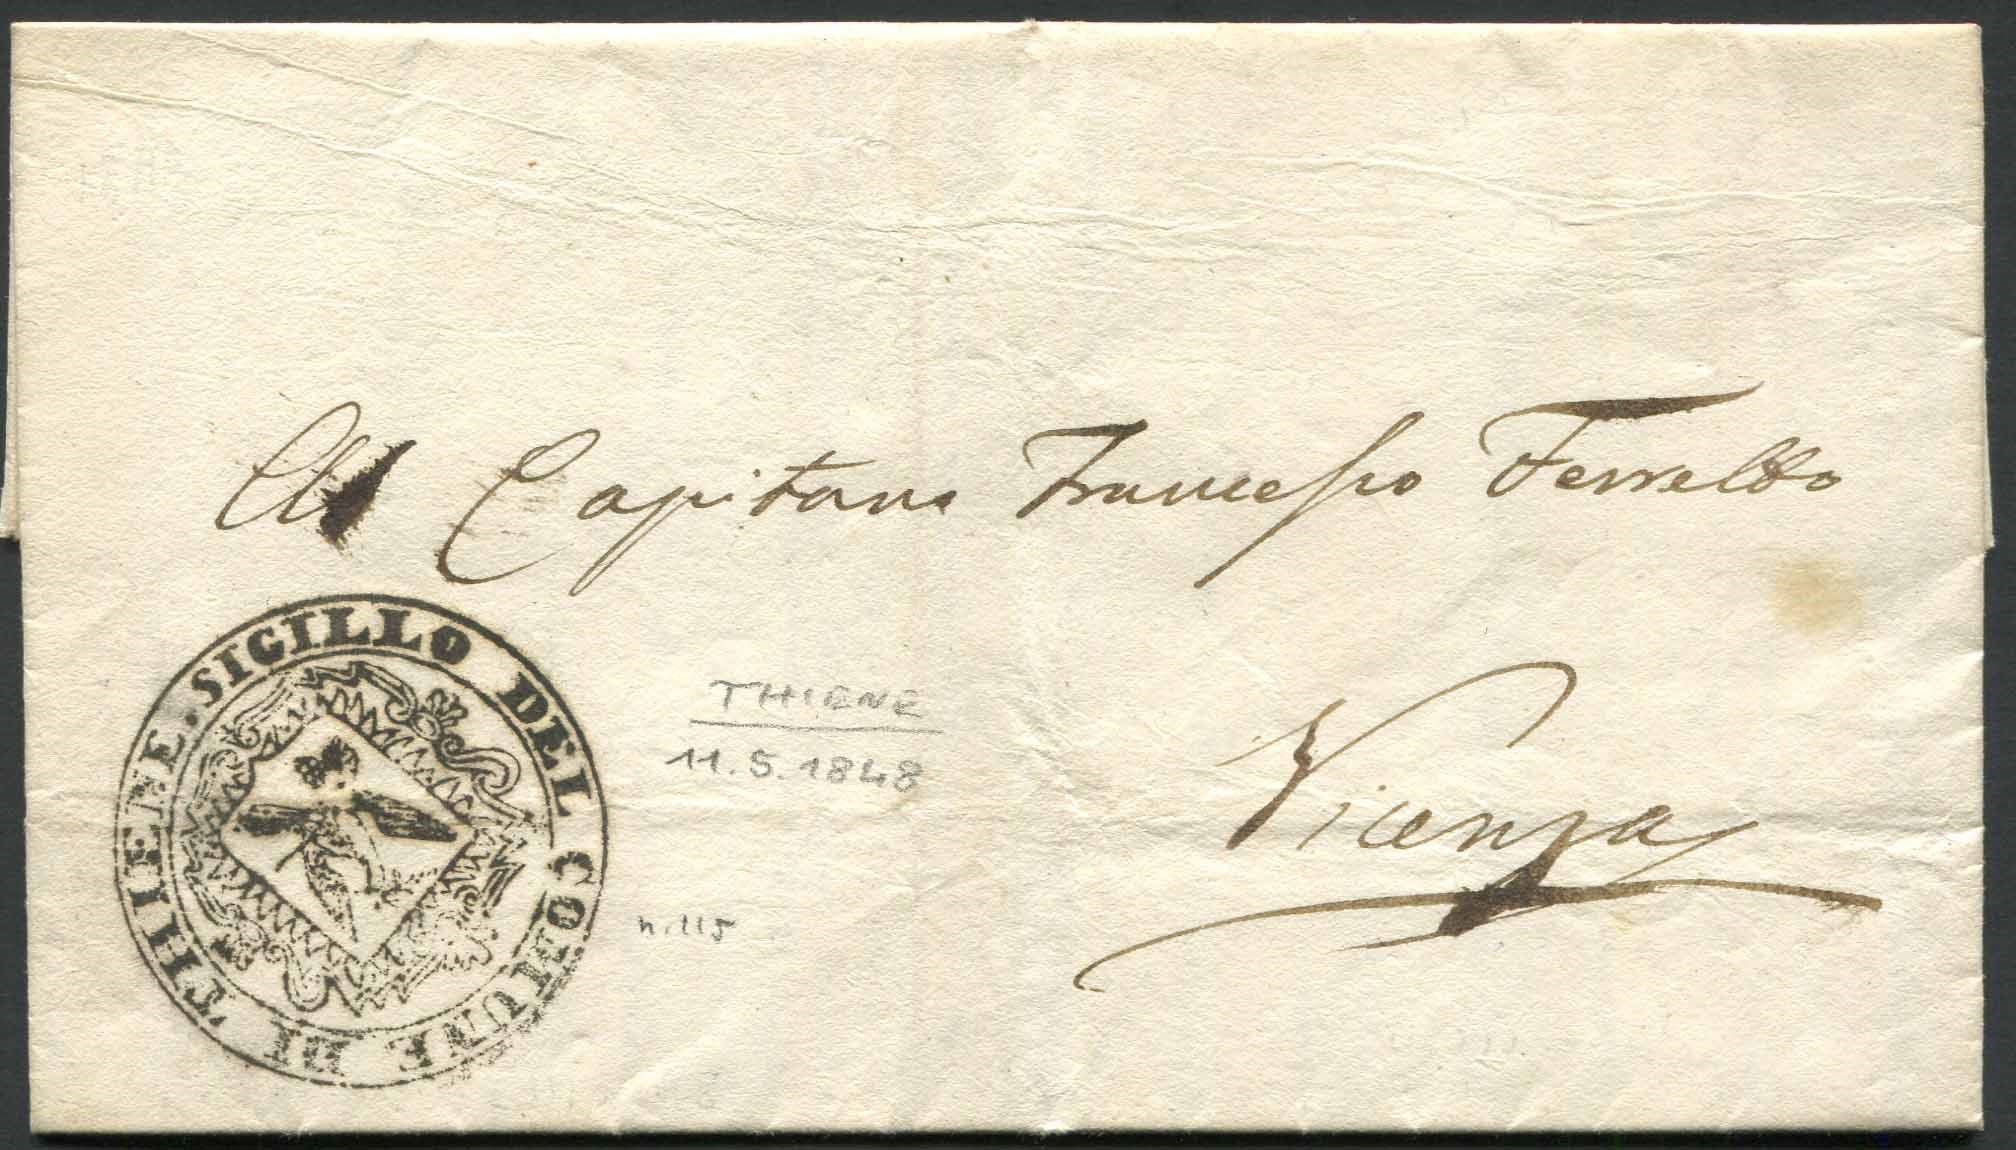 Al Capitano Francesco Ferretto
SIGILLO DEL COMUNE DI THIENE.
THIENE
11.5.1848
Vicenza
n. 115